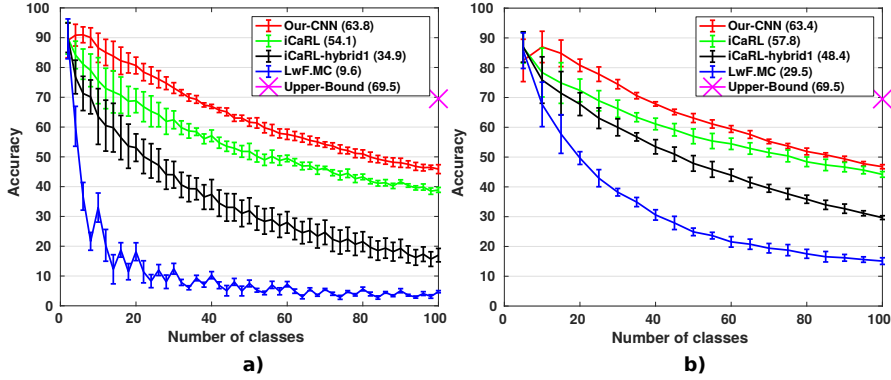 Our-CNN (63.8)
iCaRL (54.1)
iCaRL-hybrid1 (34.9)
LwF.MC (9.6)
Upper-Bound (69.5)
100
90
80
70
60
50
40
30
20
10
0
Accuracy
0 20 40 60 80 100
Number of classes
a)
Our-CNN (63.4)
iCaRL (57.8)
iCaRL-hybrid1 (48.4)
LwF.MC (29.5)
Upper-Bound (69.5)
100
90
80
70
60
50
40
30
20
10
0
Accuracy
0 20 40 60 80 100
Number of classes
b)